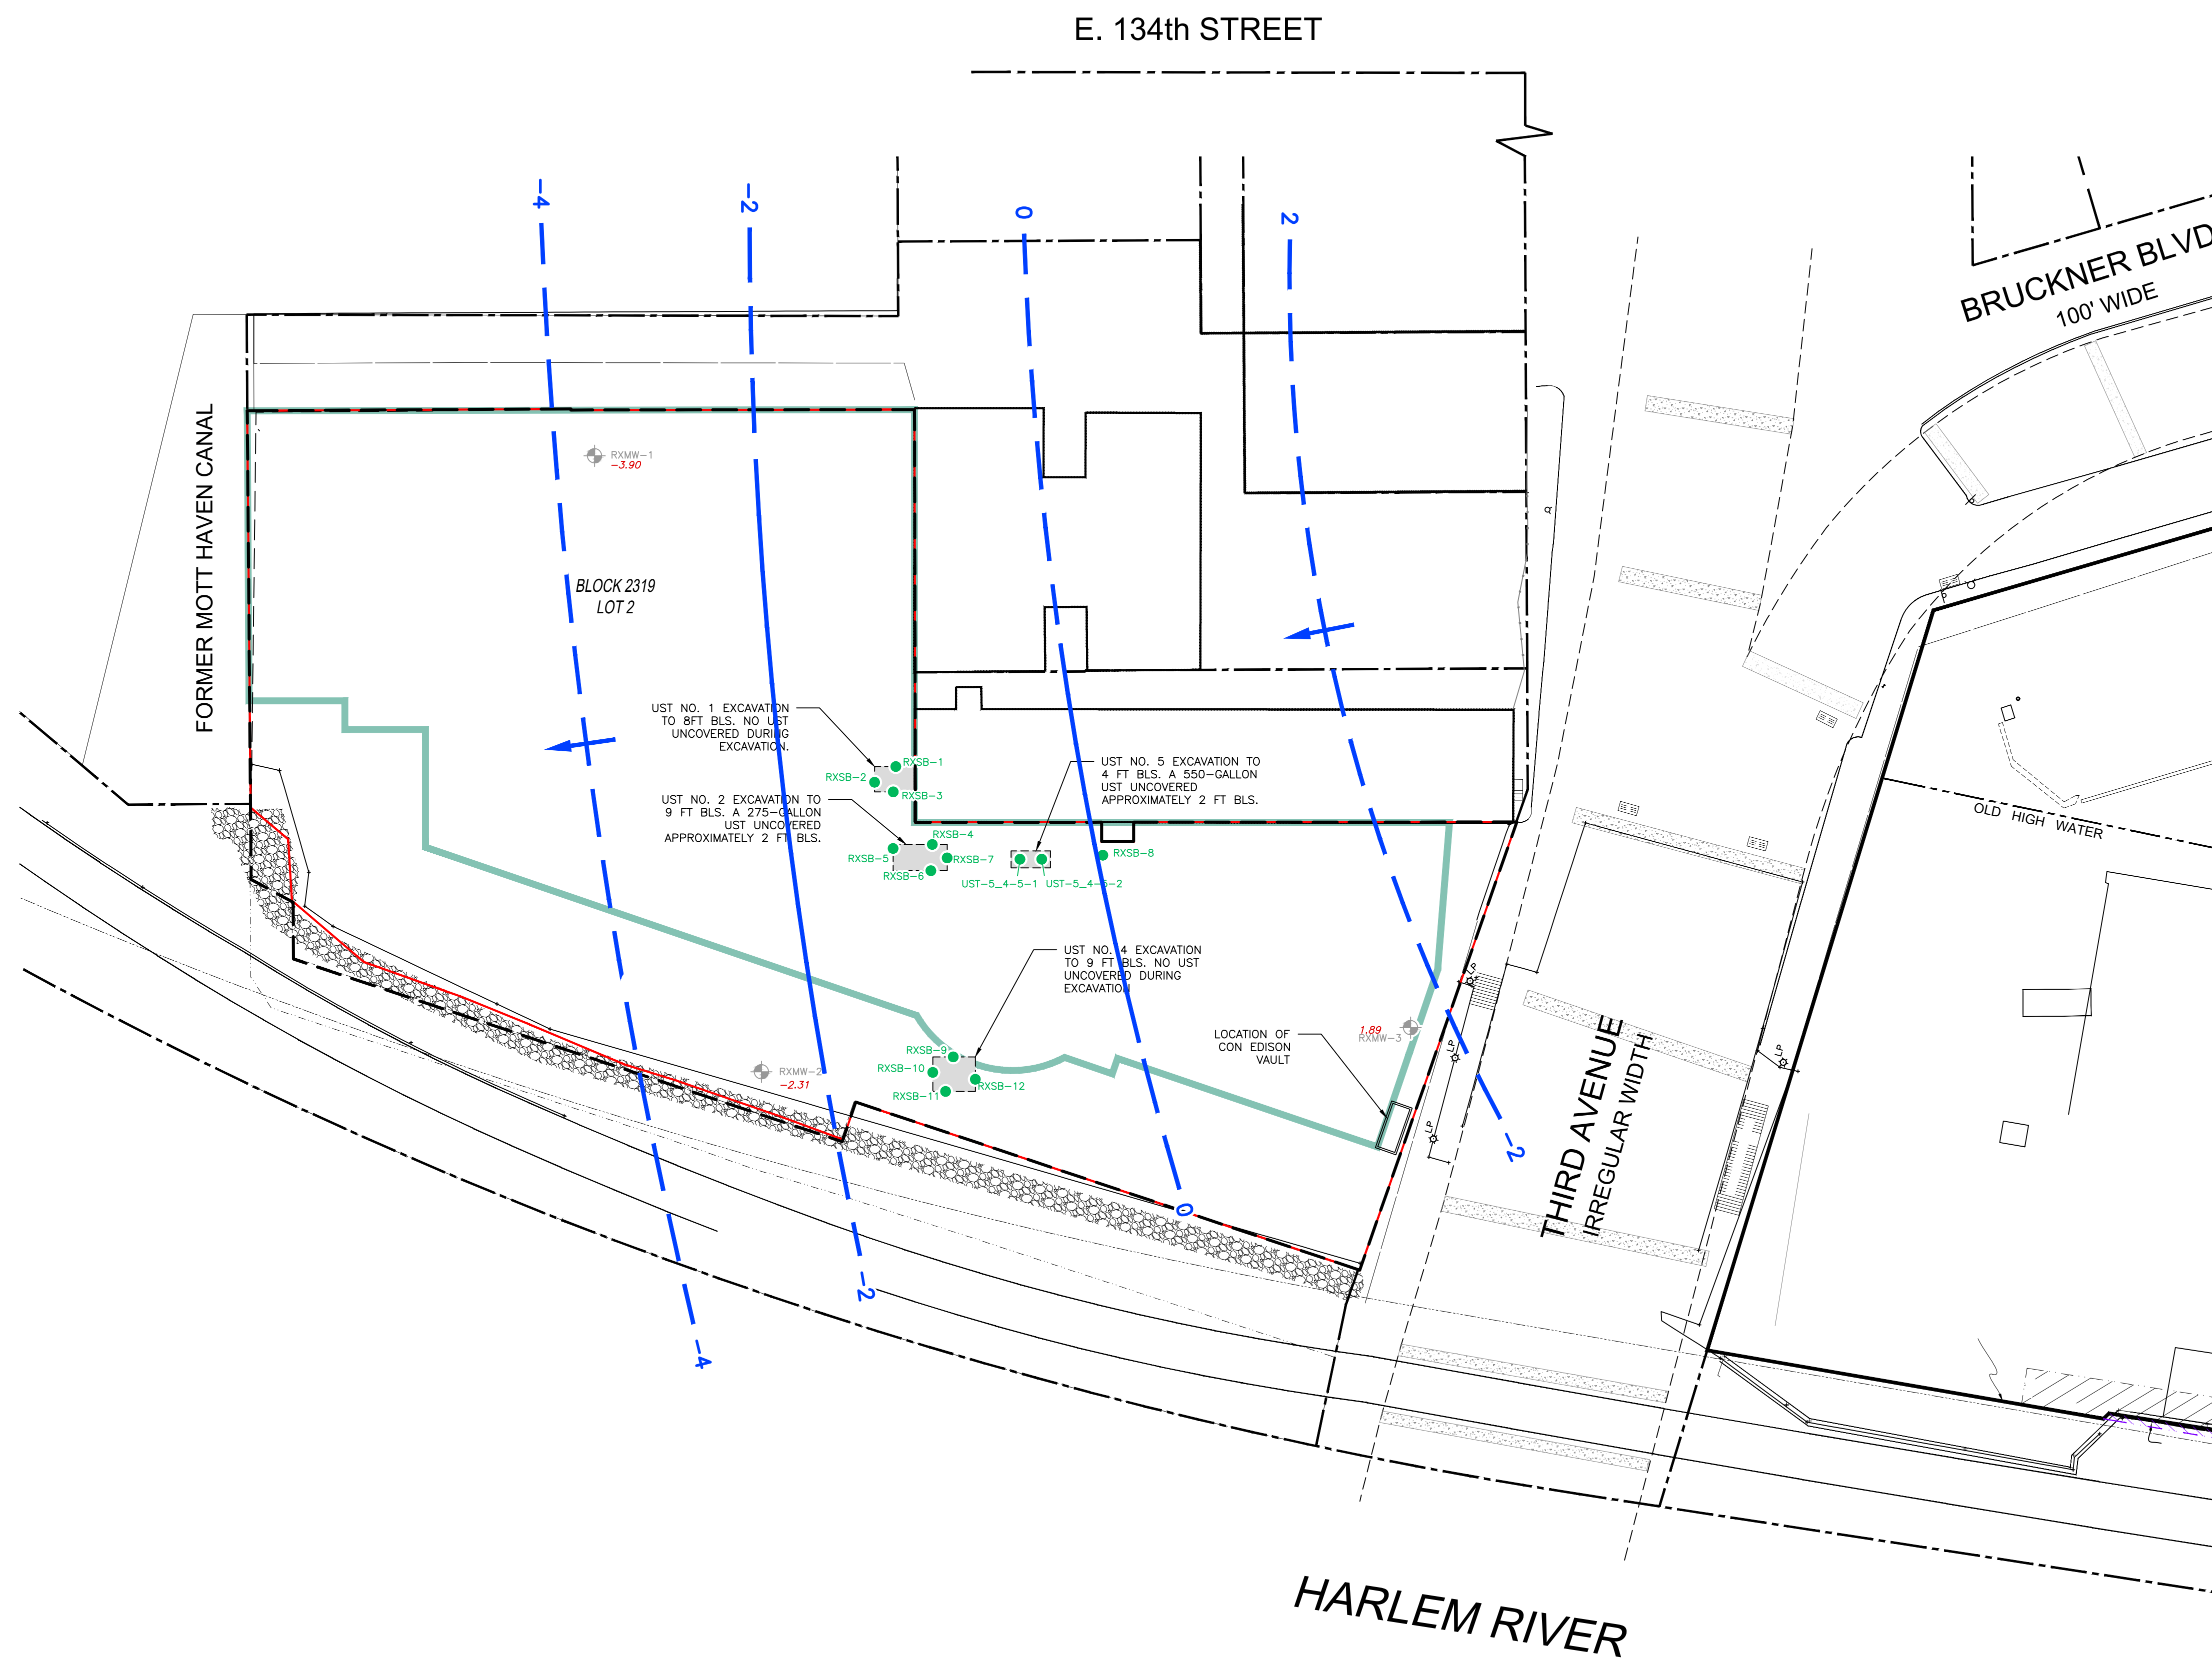 E. 134th STREET
-4
-2
0
2
BRUCKNER BLVD
100' WIDE
FORMER MOTT HAVEN CANAL
RXMW-1
-3.90
BLOCK 2319
LOT 2
UST NO. 1 EXCAVATION
TO 8FT BLS. NO UST
UNCOVERED DURING
EXCAVATION.
RXSB-1
RXSB-2
RXSB-3
UST NO. 5 EXCAVATION TO
4 FT BLS. A 550-GALLON
UST UNCOVERED
APPROXIMATELY 2 FT BLS.
UST NO. 2 EXCAVATION TO
9 FT BLS. A 275-GALLON
UST UNCOVERED
APPROXIMATELY 2 FT BLS.
RXSB-4
RXSB-5
RXSB-7
RXSB-6
RXSB-8
UST-5_4-5-1
UST-5_4-5-2
OLD HIGH WATER
UST NO. 4 EXCAVATION
TO 9 FT BLS. NO UST
UNCOVERED DURING
EXCAVATION
LP
LOCATION OF
CON EDISON
VAULT
1.89
RXMW-3
RXSB-9
RXSB-10
RXSB-12
RXSB-11
RXMW-2
-2.31
LP
LP
LP
THIRD AVENUE
IRREGULAR WIDTH
-2
0
-2
-4
HARLEM RIVER